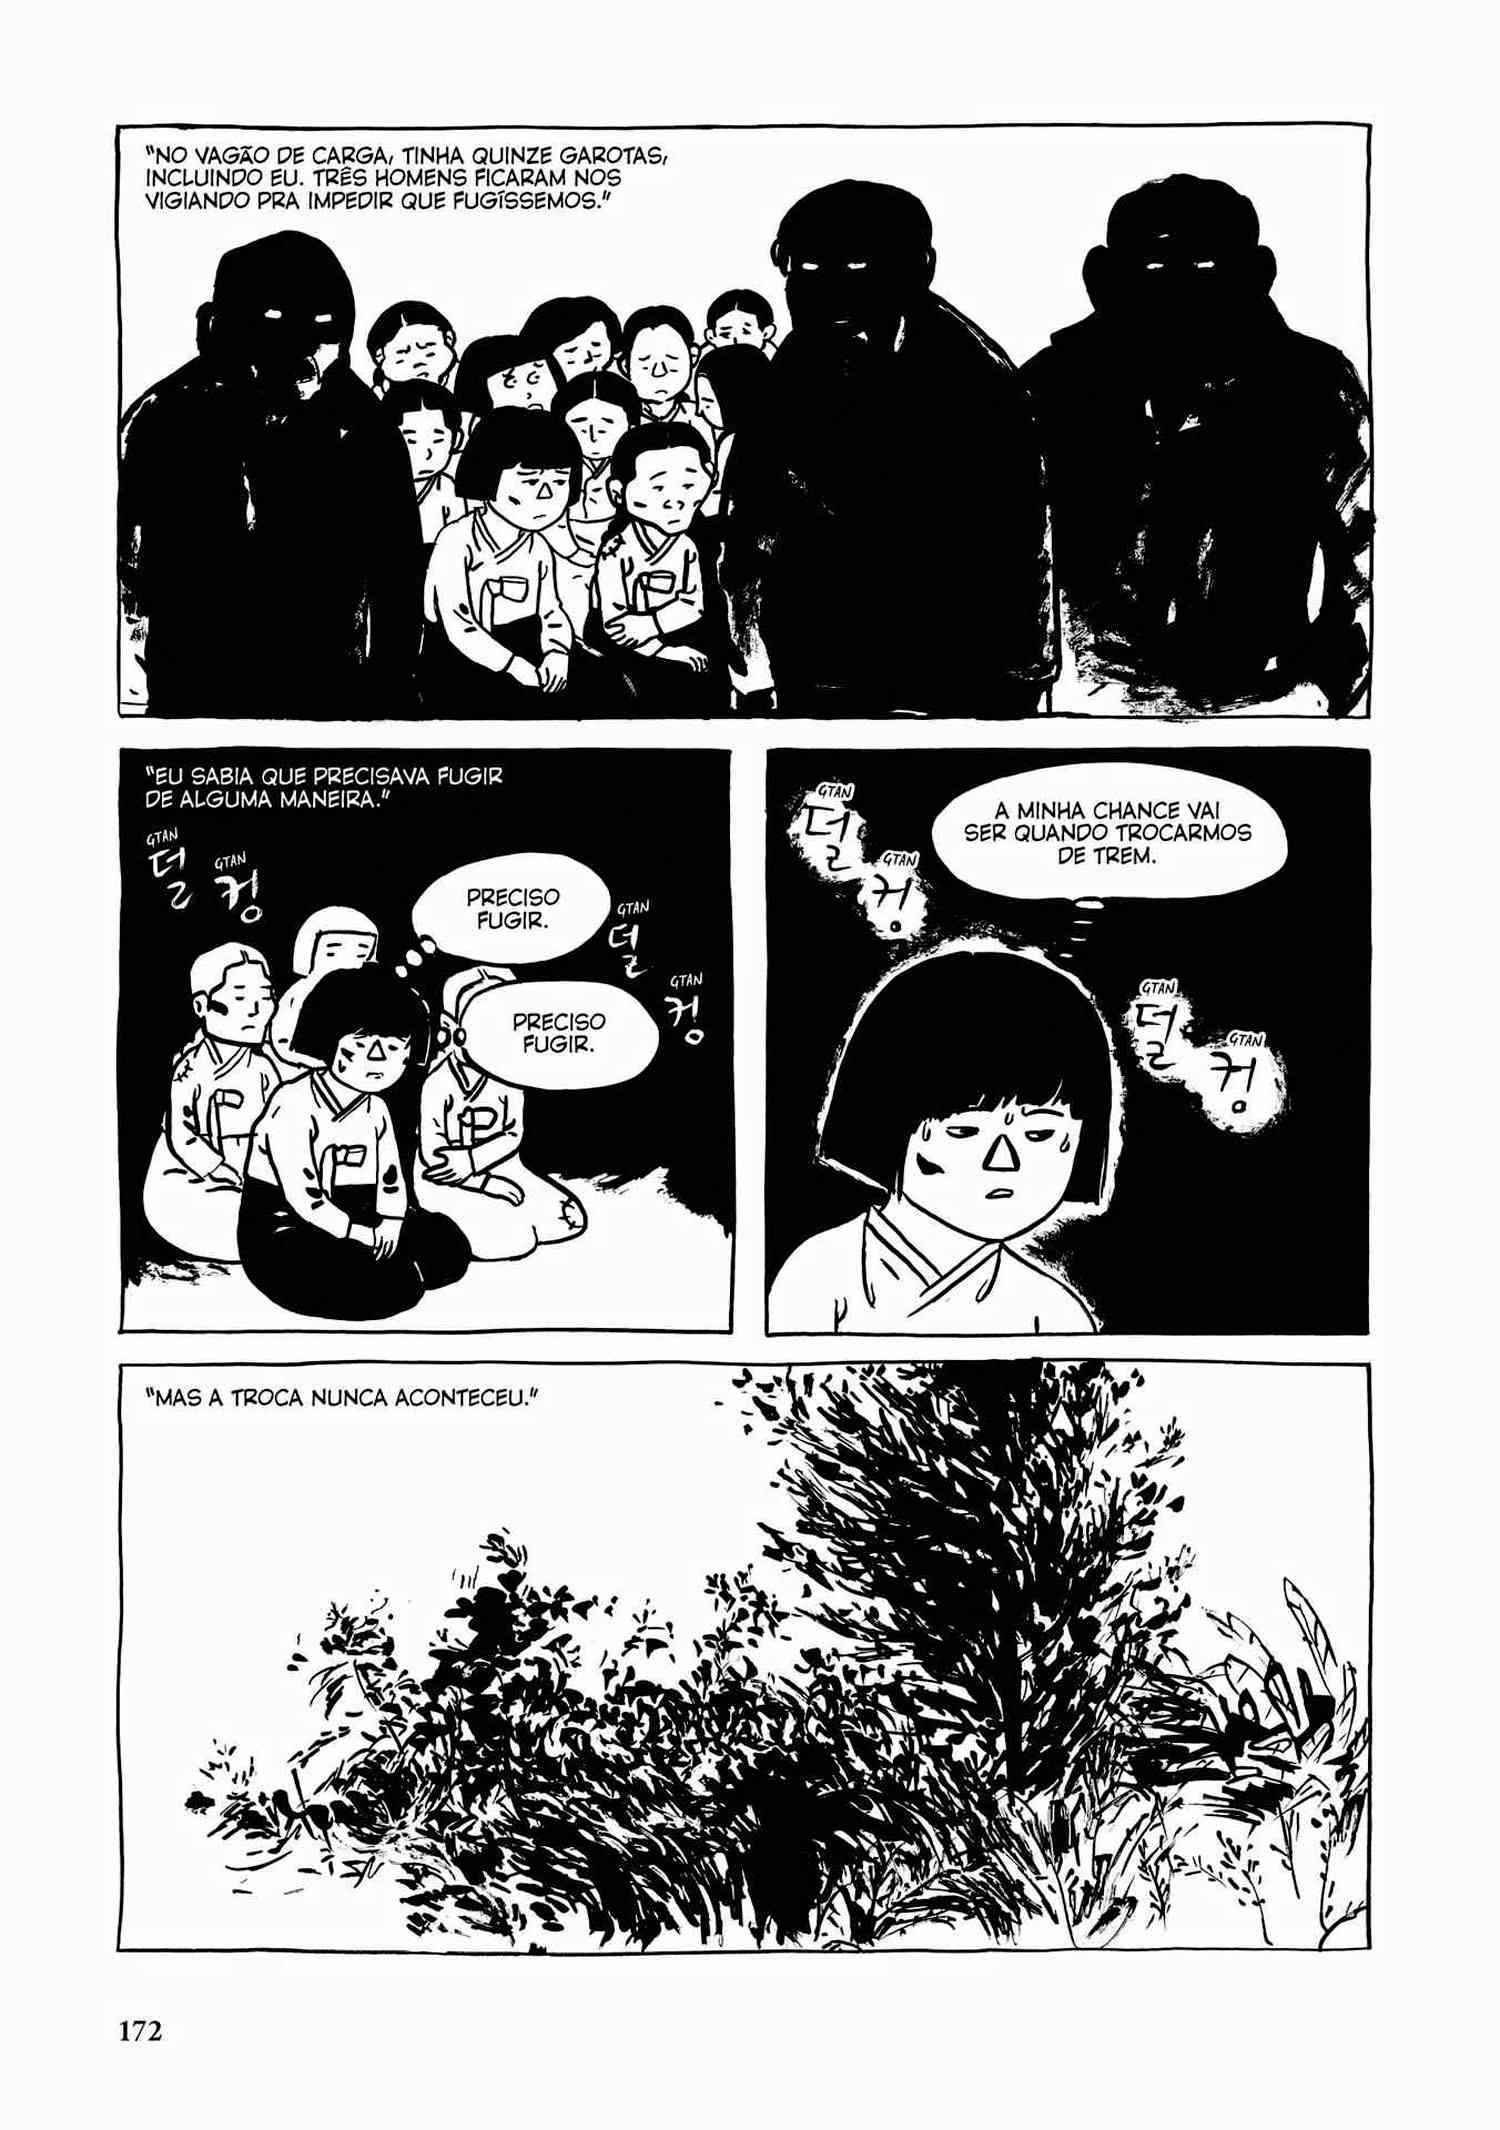 "NO VAGÃO DE CARGA, TINHA QUINZE GAROTAS,
INCLUINDO EU. TRÊS HOMENS FICARAM NOS
VIGIANDO PRA IMPEDIR QUE FUGÍSSEMOS."
"EU SABIA QUE PRECISAVA FUGIR
DE ALGUMA MANEIRA."
GTAN
덜
GTAN
컹
PRECISO
FUGIR.
GTAN
덜
GTAN
컹
PRECISO
FUGIR.
GTAN
덜
GTAN
컹
A MINHA CHANCE VAI
SER QUANDO TROCARMOS
DE TREM.
GTAN
덜
GTAN
컹
"MAS A TROCA NUNCA ACONTECEU."
172